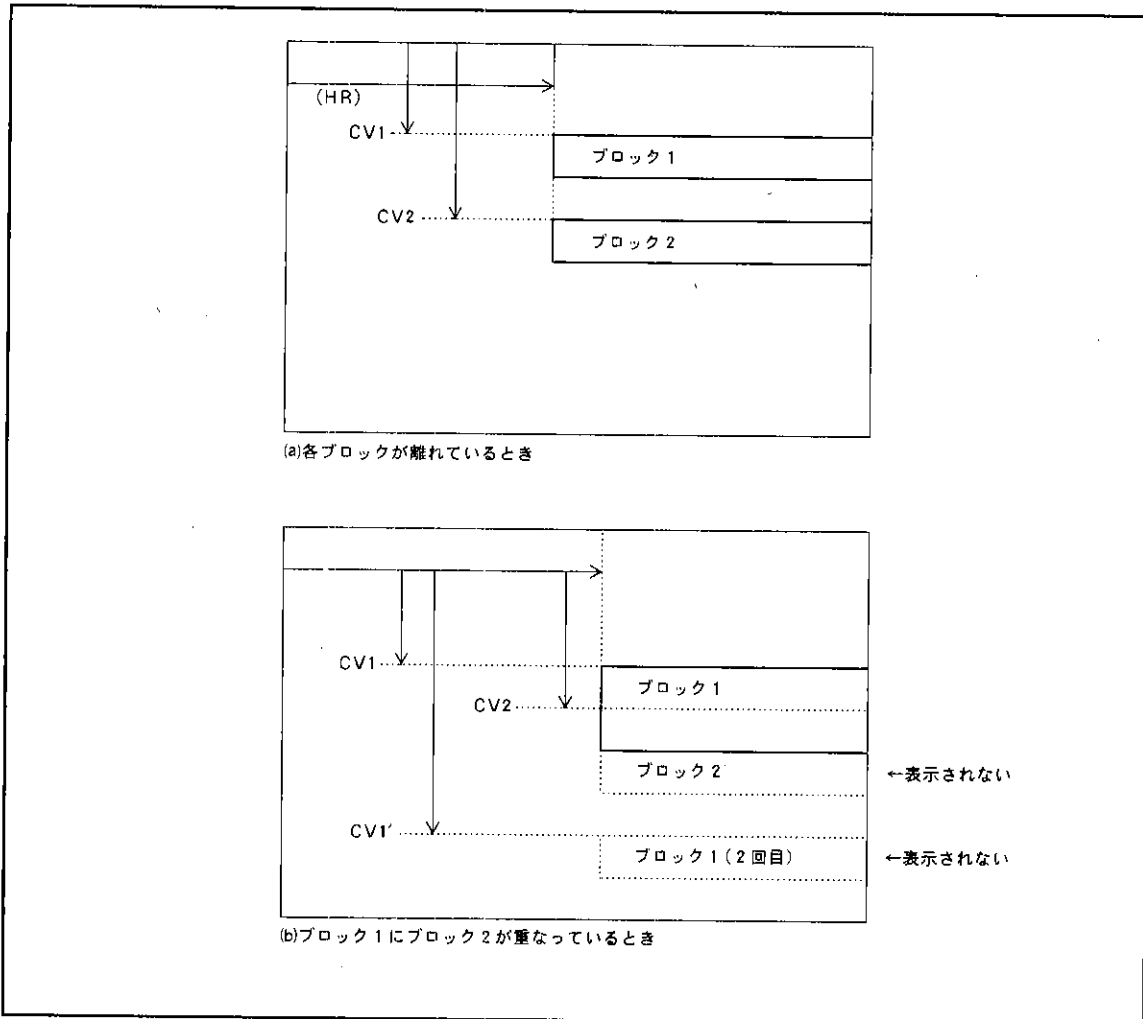 (HR)
CV1
ブロック1
CV2
ブロック2
(a)各ブロックが離れているとき
CV1
ブロック1
CV2
ブロック2
←表示されない
CV1′
ブロック1(2回目)
←表示されない
(b)ブロック1にブロック2が重なっているとき